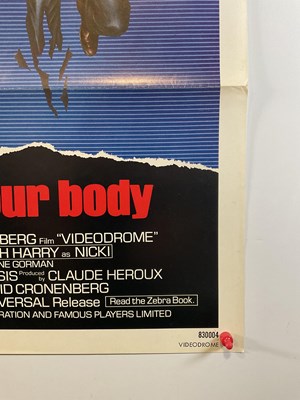 our body
BERG Film "VIDEODROME"
H HARRY as NICKI
NE GORMAN
SIS Produced by CLAUDE HEROUX
ID CRONENBERG
VERSAL Release Read the Zebra Book.
RATION AND FAMOUS PLAYERS LIMITED
830004
VIDEODROME